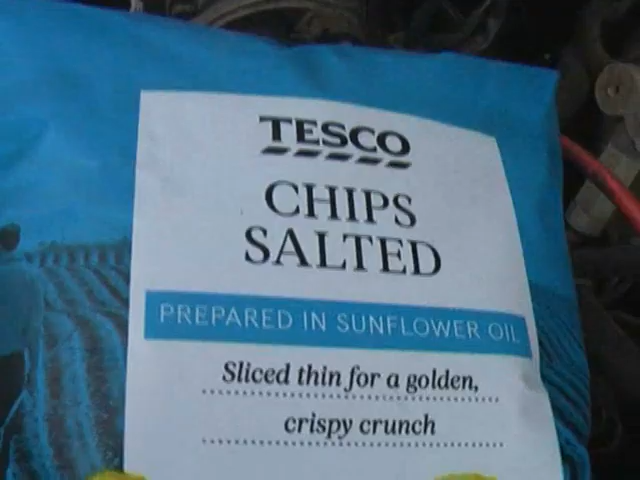 TESCO
CHIPS
SALTED
PREPARED IN SUNFLOWER OIL
Sliced thin for a golden,
crispy crunch